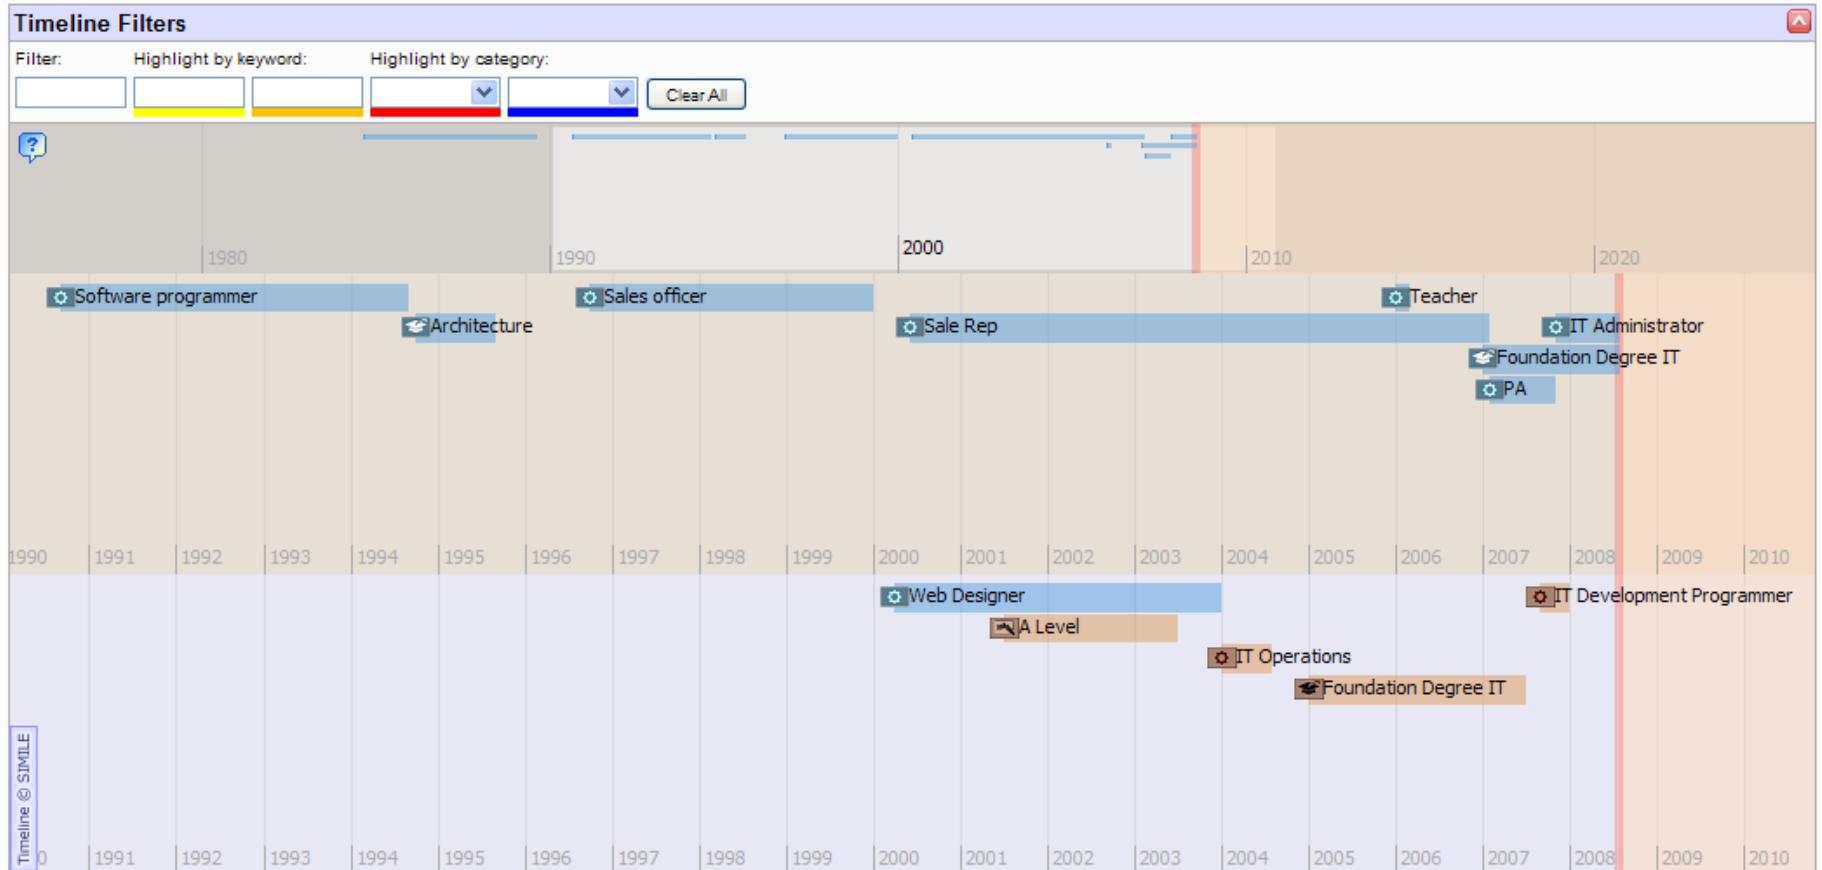 Timeline Filters
Filter: Highlight by keyword: Highlight by category:
Clear All
?
1980 1990 2000 2010 2020
Software programmer Sales officer Teacher
Architecture Sale Rep IT Administrator
Foundation Degree IT
PA
1990 1991 1992 1993 1994 1995 1996 1997 1998 1999 2000 2001 2002 2003 2004 2005 2006 2007 2008 2009 2010
Web Designer IT Development Programmer
A Level
IT Operations
Foundation Degree IT
Timeline © SIMILE
0 1991 1992 1993 1994 1995 1996 1997 1998 1999 2000 2001 2002 2003 2004 2005 2006 2007 2008 2009 2010